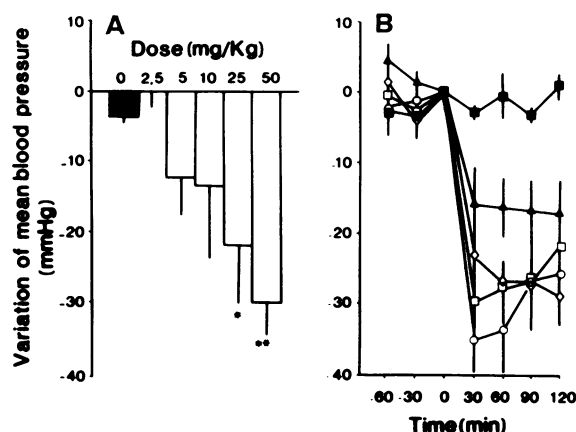 A
B
Dose(mg/Kg)
0 2,5 5 10 25 50
Variation of mean blood pressure
(mmHg)
10
0
-10
-20
-30
-40
*
**
10
0
-10
-20
-30
-40
-60 -30 0 30 60 90 120
Time(min)